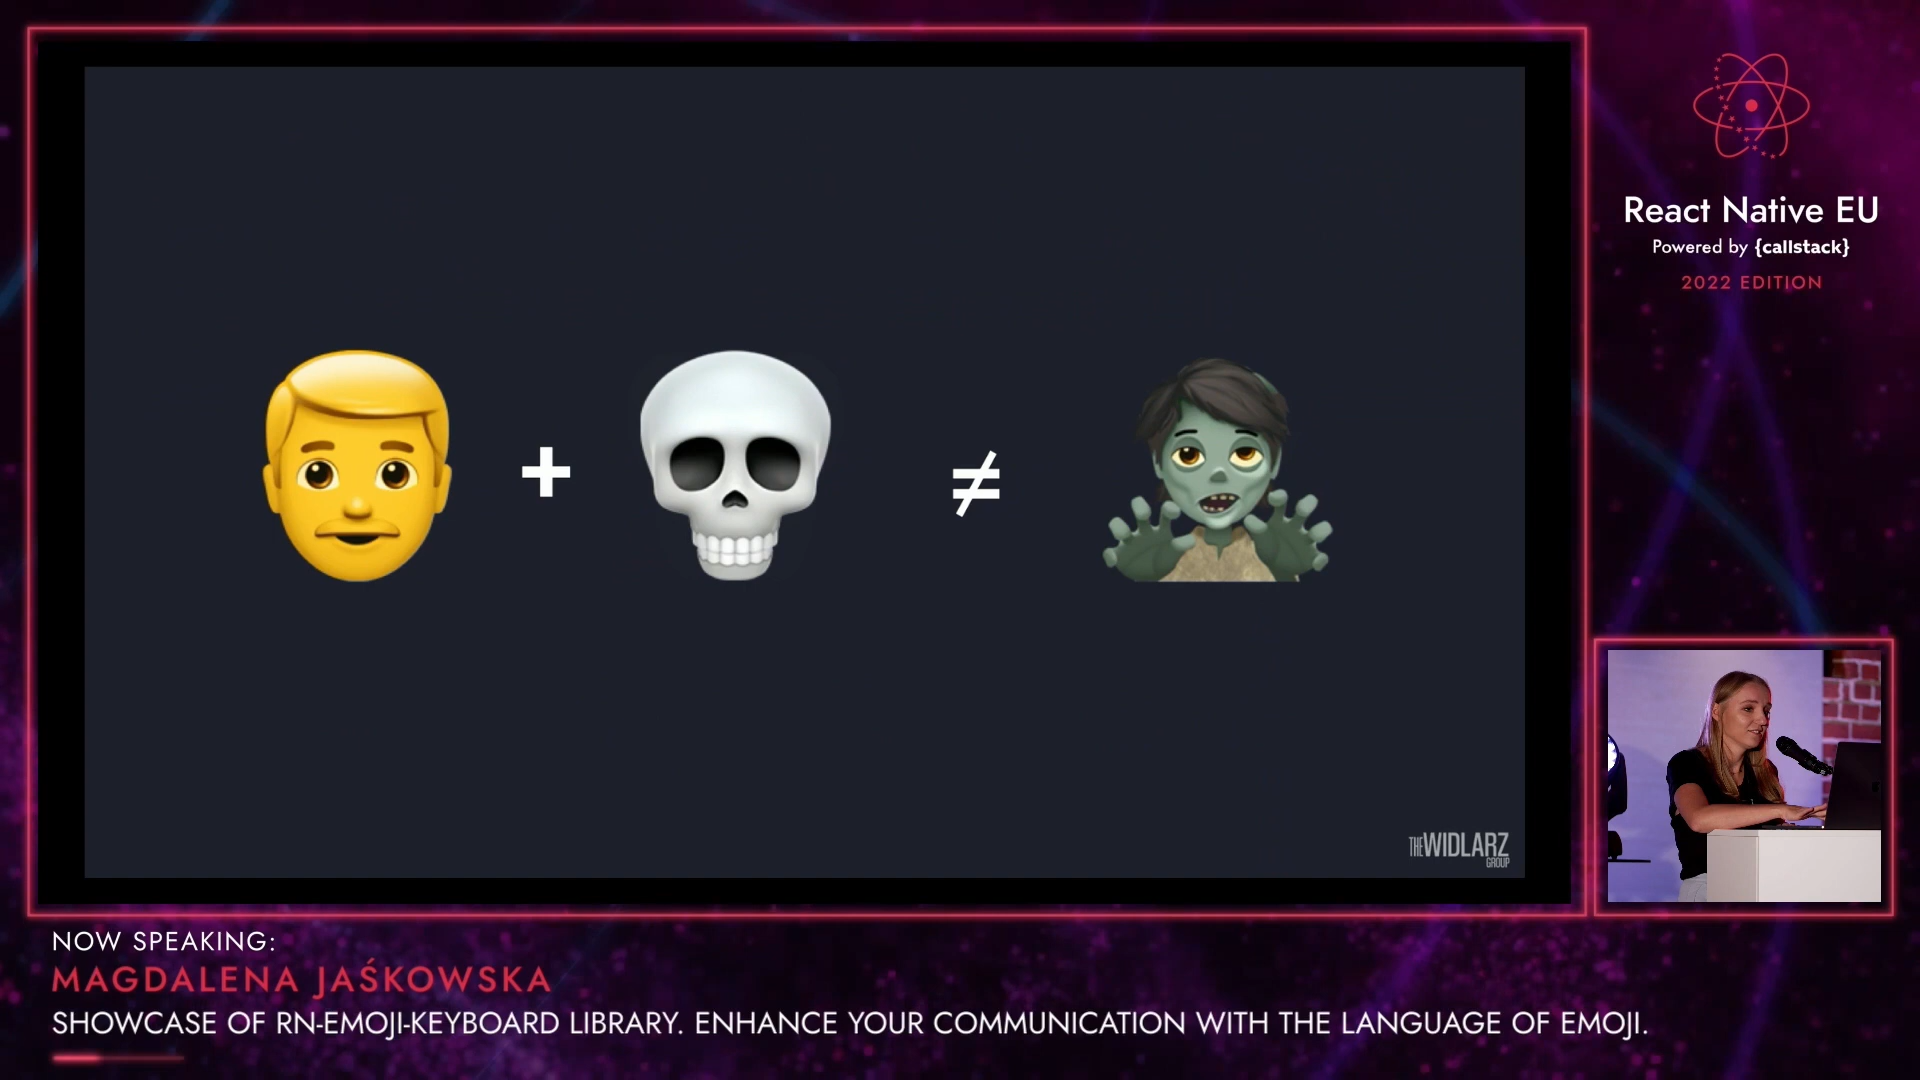 +
≠
THE WIDLARZ
GROUP
React Native EU
Powered by {callstack}
2022 EDITION
NOW SPEAKING:
MAGDALENA JAŚKOWSKA
SHOWCASE OF RN-EMOJI-KEYBOARD LIBRARY. ENHANCE YOUR COMMUNICATION WITH THE LANGUAGE OF EMOJI.